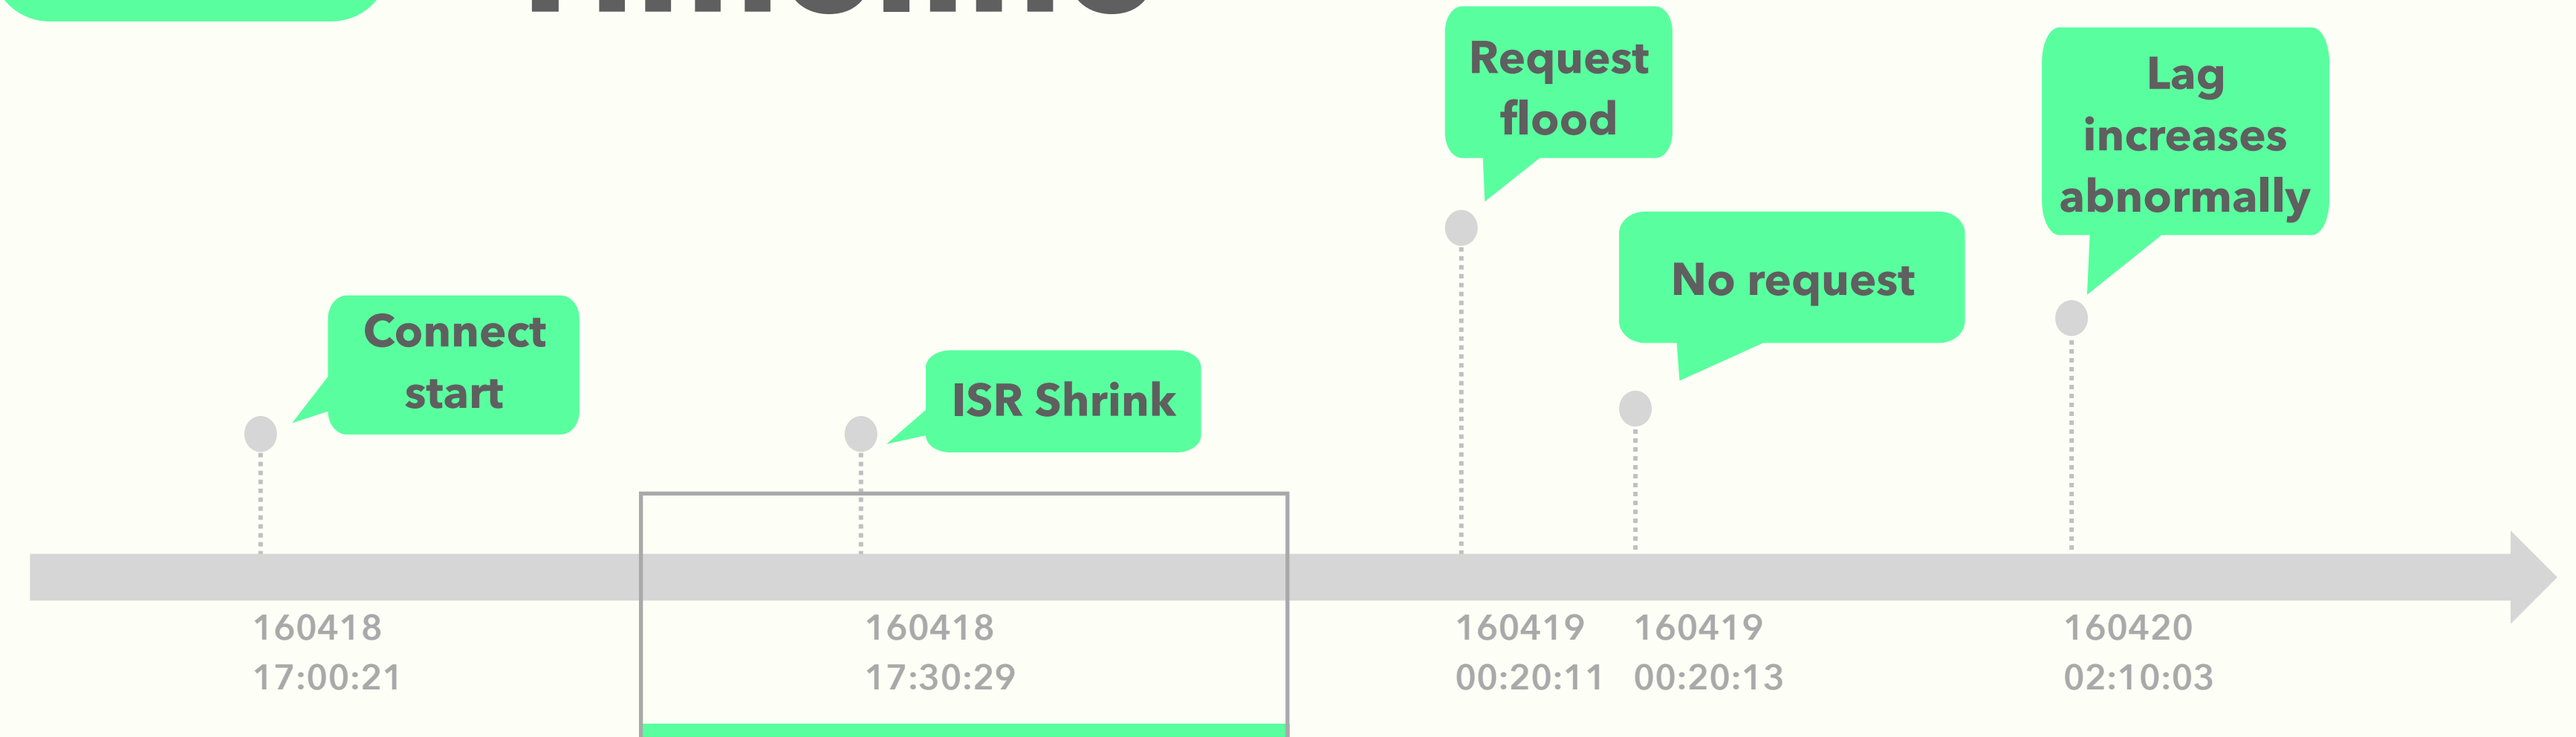 Timeline
Request
flood
Lag
increases
abnormally
No request
Connect
start
ISR Shrink
160418
17:00:21
160418
17:30:29
160419
00:20:11
160419
00:20:13
160420
02:10:03